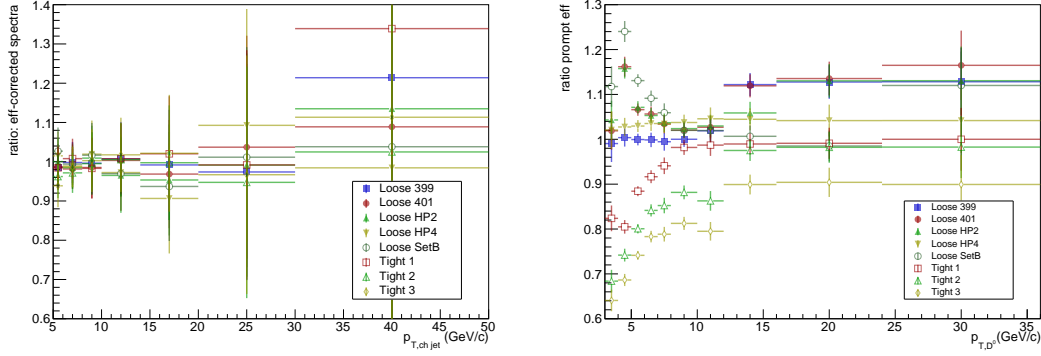 ratio: eff-corrected spectra
1.4
1.3
1.2
1.1
1
0.9
0.8
0.7
0.6
5 10 15 20 25 30 35 40 45 50
p_T,ch jet (GeV/c)
Loose 399
Loose 401
Loose HP2
Loose HP4
Loose SetB
Tight 1
Tight 2
Tight 3
ratio prompt eff
1.3
1.2
1.1
1
0.9
0.8
0.7
0.6
5 10 15 20 25 30 35
p_T,D⁰ (GeV/c)
Loose 399
Loose 401
Loose HP2
Loose HP4
Loose SetB
Tight 1
Tight 2
Tight 3